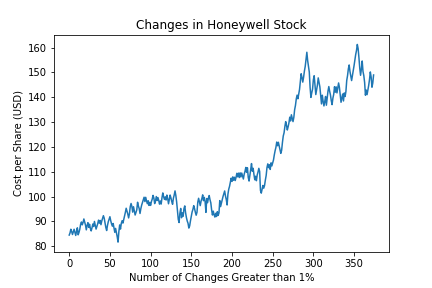 Changes in Honeywell Stock
160
150
140
130
120
110
100
90
80
Cost per Share (USD)
0 50 100 150 200 250 300 350
Number of Changes Greater than 1%